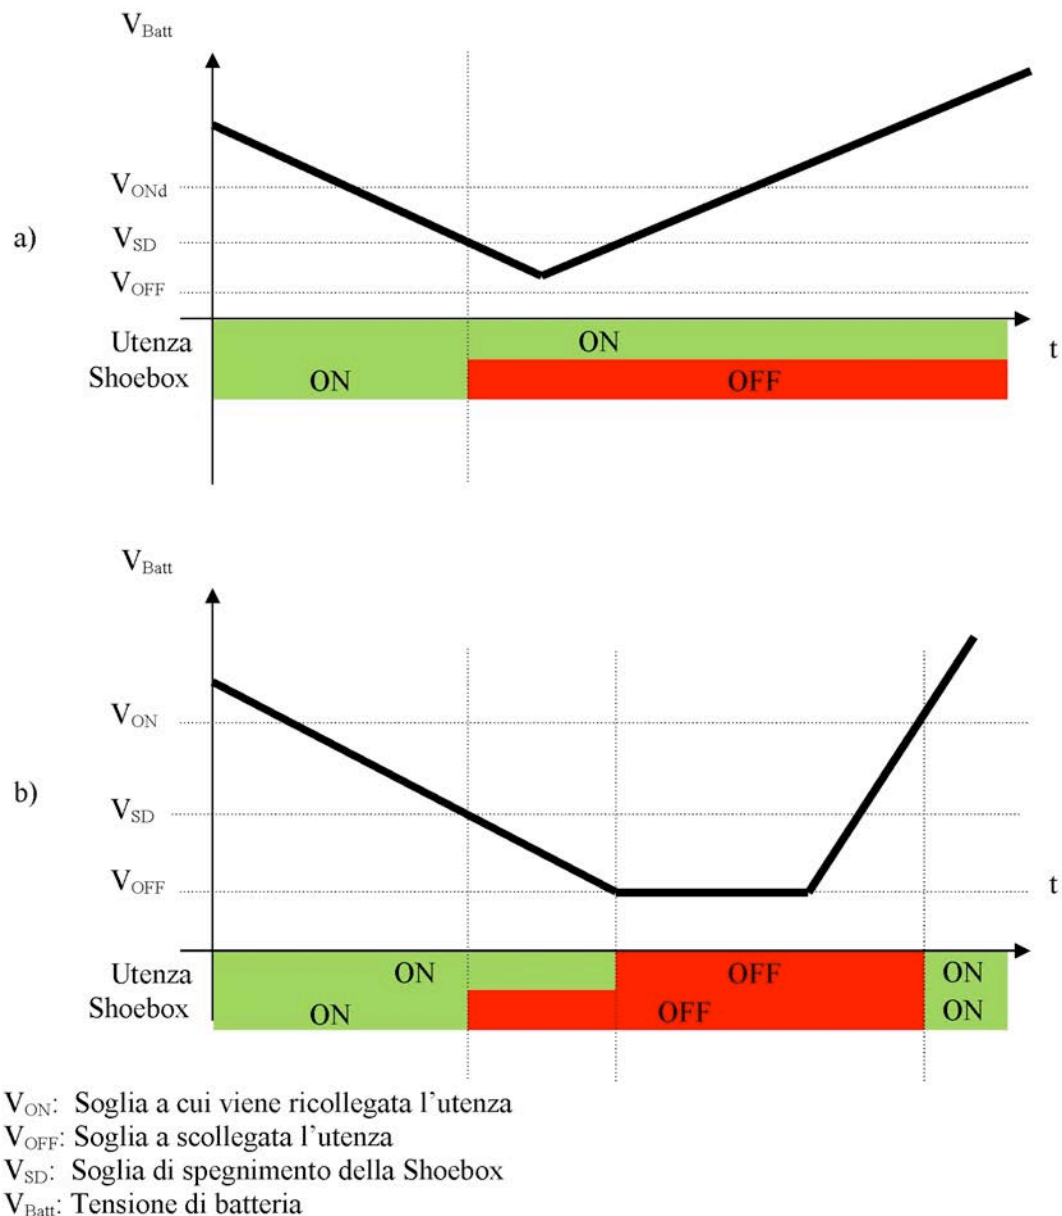 V_Batt
V_ONd
a)
V_SD
V_OFF
Utenza ON t
Shoebox ON OFF
V_Batt
V_ON
b)
V_SD
V_OFF t
Utenza ON OFF ON
Shoebox ON OFF ON
V_ON: Soglia a cui viene ricollegata l'utenza
V_OFF: Soglia a scollegata l'utenza
V_SD: Soglia di spegnimento della Shoebox
V_Batt: Tensione di batteria